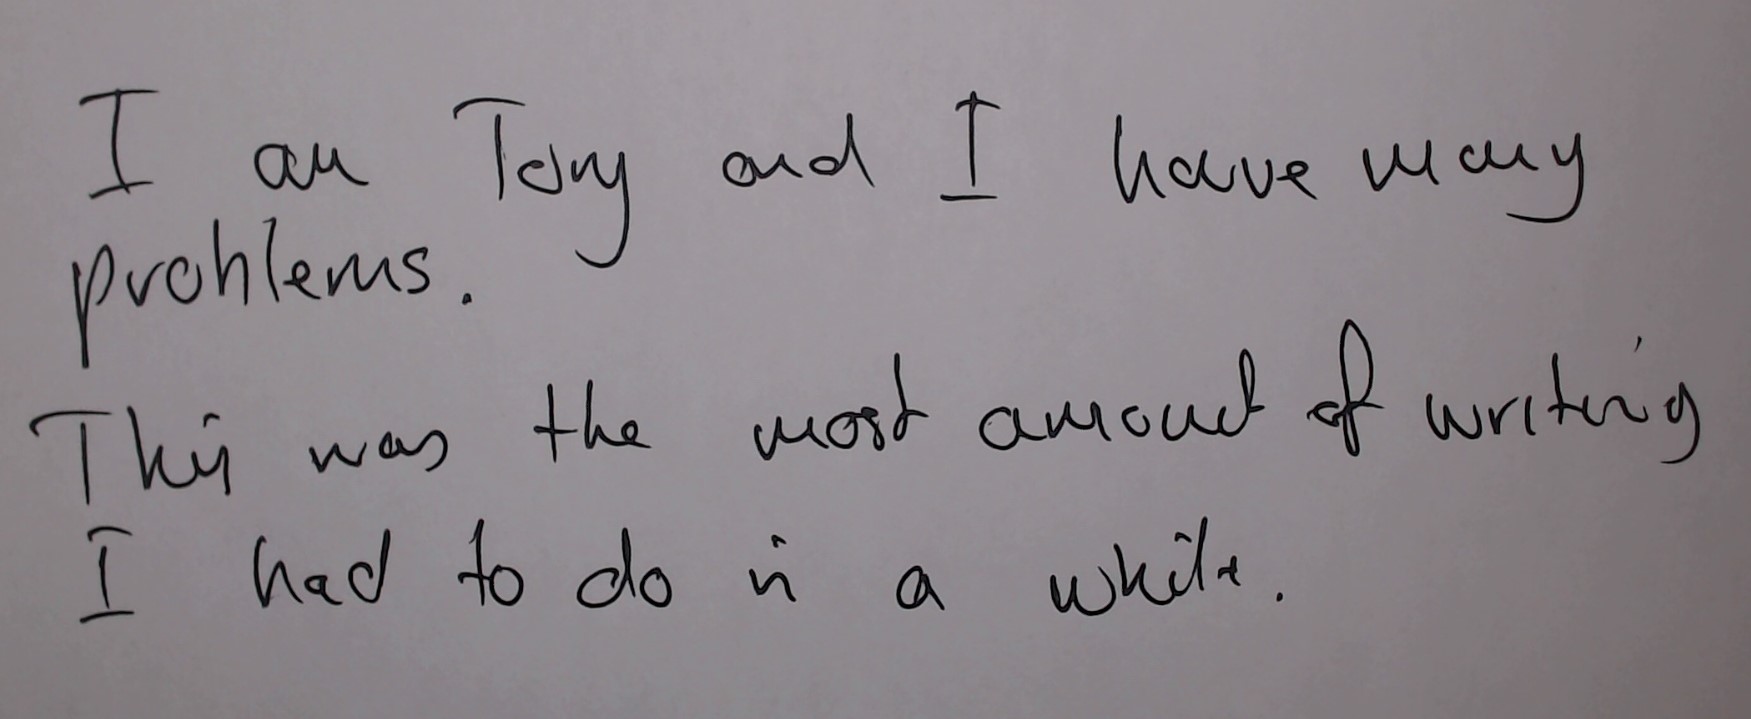 I am Tony and I have many
problems.
This was the most amount of writing
I had to do in a while.